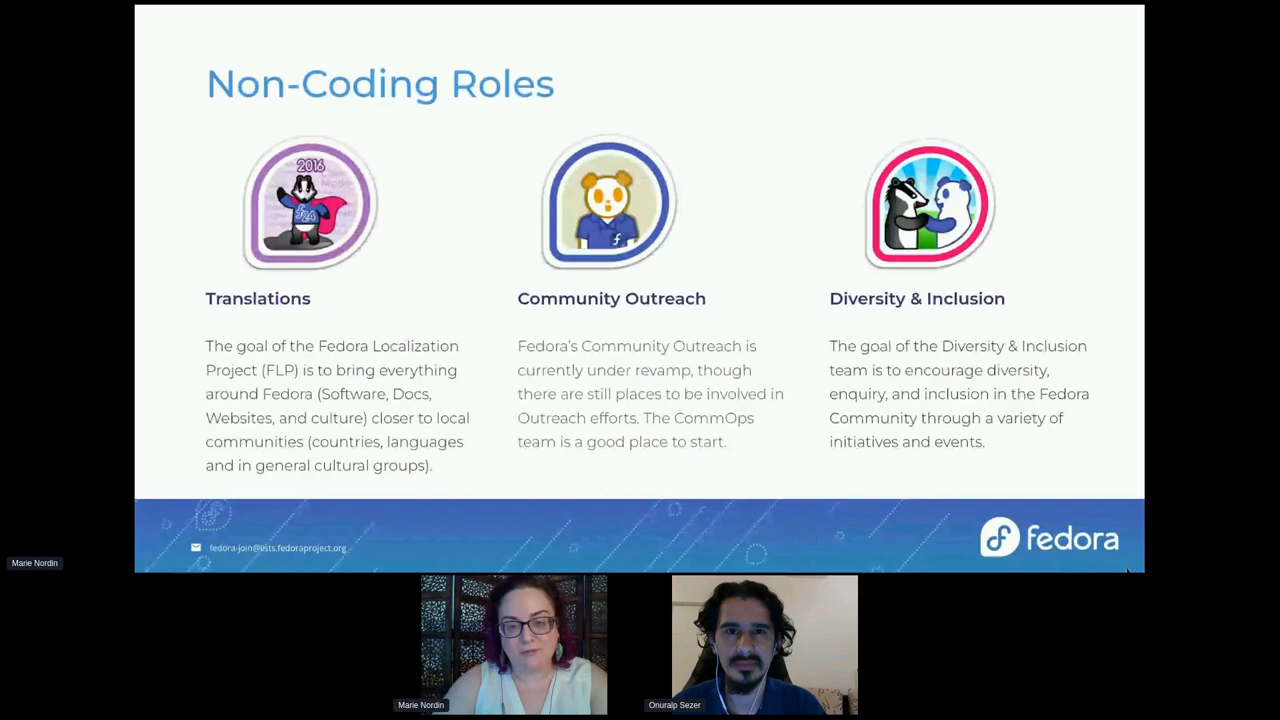 Non-Coding Roles
2016
F24
Translations
The goal of the Fedora Localization
Project (FLP) is to bring everything
around Fedora (Software, Docs,
Websites, and culture) closer to local
communities (countries, languages
and in general cultural groups).
Community Outreach
Fedora's Community Outreach is
currently under revamp, though
there are still places to be involved in
Outreach efforts. The CommOps
team is a good place to start.
Diversity & Inclusion
The goal of the Diversity & Inclusion
team is to encourage diversity,
enquiry, and inclusion in the Fedora
Community through a variety of
initiatives and events.
fedora-join@lists.fedoraproject.org
fedora
Marie Nordin
Marie Nordin
Onuralp Sezer